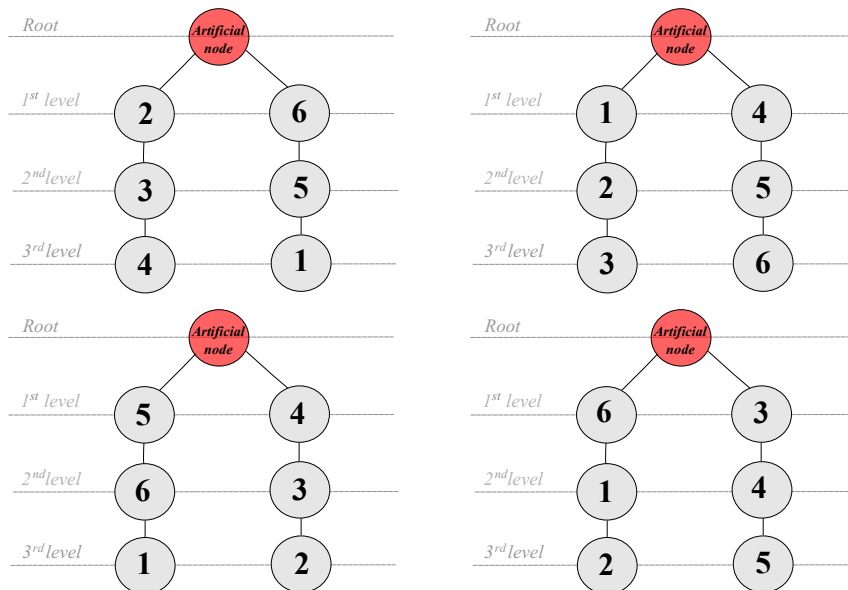 Root
Artificial
node
1st level
2
6
2nd level
3
5
3rd level
4
1
Root
Artificial
node
1st level
1
4
2nd level
2
5
3rd level
3
6
Root
Artificial
node
1st level
5
4
2nd level
6
3
3rd level
1
2
Root
Artificial
node
1st level
6
3
2nd level
1
4
3rd level
2
5